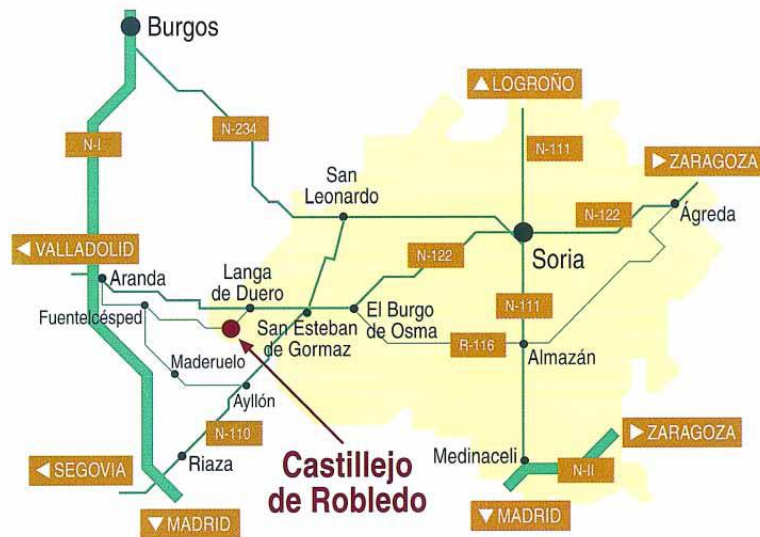 Burgos
▲LOGROÑO
N-234
N-I
N-111
▶ZARAGOZA
San
Leonardo
N-122
Ágreda
◀VALLADOLID
Aranda
Langa
de Duero
N-122
Soria
Fuentelcésped
San Esteban
de Gormaz
El Burgo
de Osma
N-111
Maderuelo
R-116
Almazán
Ayllón
N-110
▶ZARAGOZA
◀SEGOVIA
Riaza
Castillejo
de Robledo
Medinaceli
N-II
▼MADRID
▼MADRID